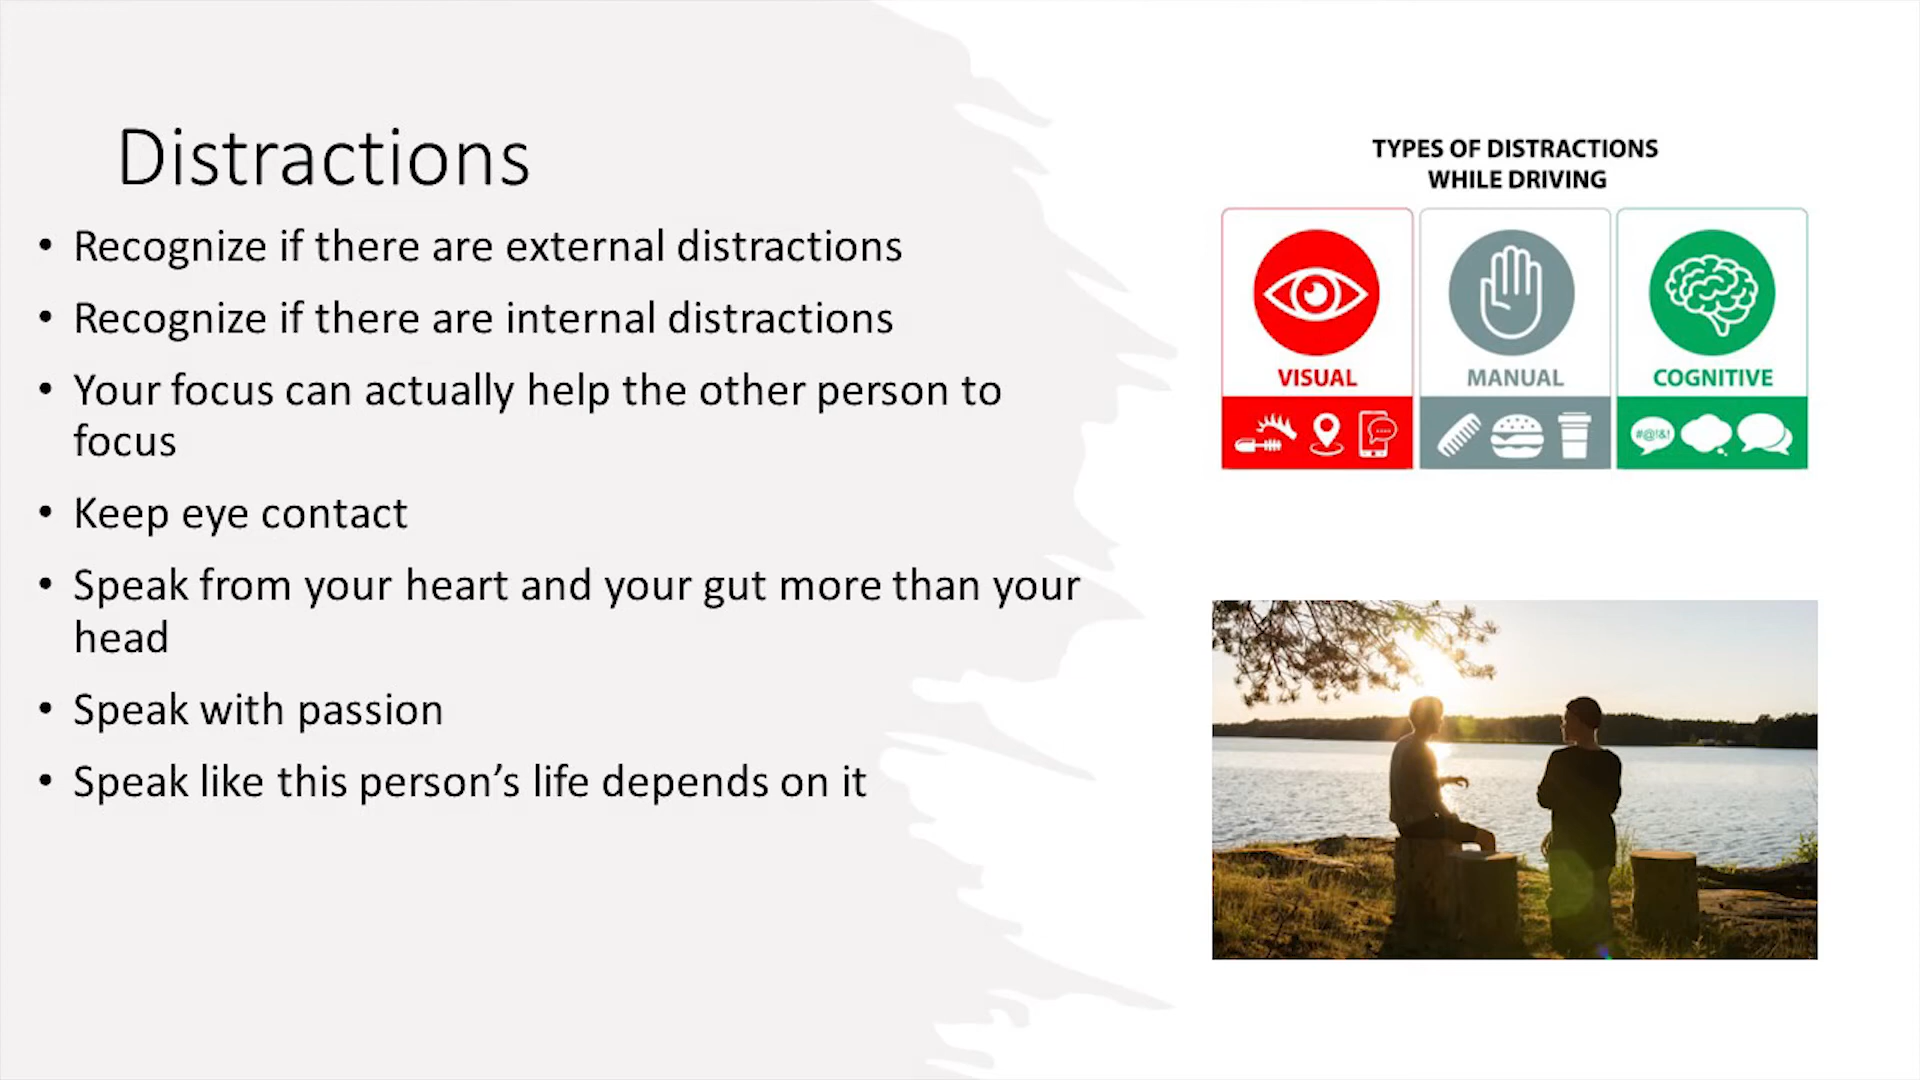 Distractions
• Recognize if there are external distractions
• Recognize if there are internal distractions
• Your focus can actually help the other person to
focus
• Keep eye contact
• Speak from your heart and your gut more than your
head
• Speak with passion
• Speak like this person’s life depends on it
TYPES OF DISTRACTIONS
WHILE DRIVING
VISUAL
MANUAL
COGNITIVE
#@!&!